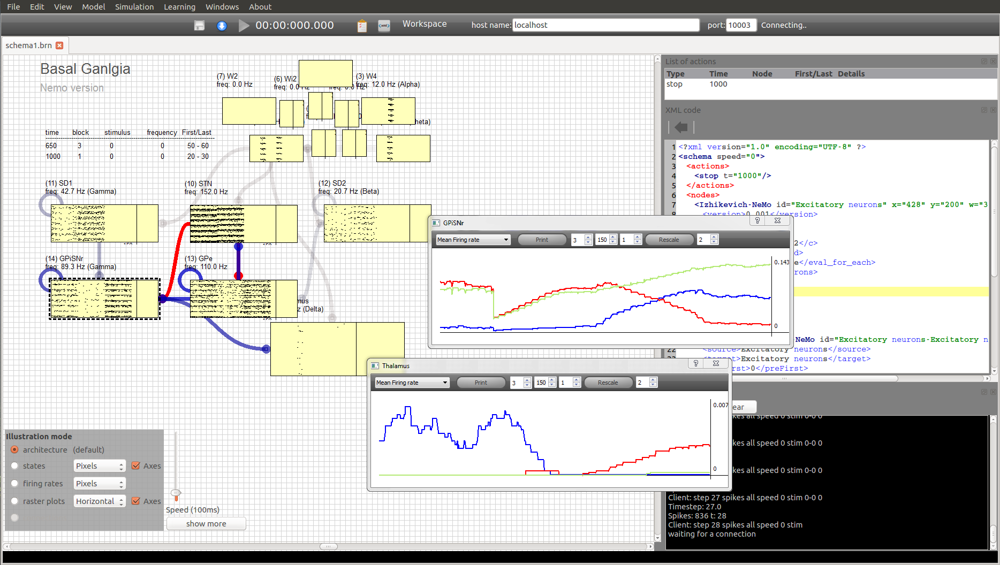 File Edit View Model Simulation Learning Windows About
00:00:000.000 <xml> Workspace host name: localhost port: 10003 Connecting..
schema1.brn
Basal Ganlgia
Nemo version
(7) W2
freq: 0.0 Hz
(6) Wi2
freq: 0.0 Hz
(3) W4
freq: 12.0 Hz (Alpha)
time block stimulus frequency First/Last
650 3 0 0 50 - 60
1000 1 0 0 20 - 30
(11) SD1
freq: 42.7 Hz (Gamma)
(10) STN
freq: 152.0 Hz
(12) SD2
freq: 20.7 Hz (Beta)
(14) GPiSNr
freq: 89.3 Hz (Gamma)
(13) GPe
freq: 110.0 Hz
mus
z (Delta)
Illustration mode
architecture (default)
states Pixels Axes
firing rates Pixels
raster plots Horizontal Axes
Speed (100ms)
show more
GPiSNr
Mean Firing rate Print 3 150 1 Rescale 2
0.143
0
Thalamus
Mean Firing rate Print 3 150 1 Rescale 2
0.007
0
List of actions
Type Time Node First/Last Details
stop 1000
XML code
1 <?xml version="1.0" encoding="UTF-8" ?>
2 <schema speed="0">
3 <actions>
4 <stop t="1000"/>
5 </actions>
6 <nodes>
7 <Izhikevich-NeMo id="Excitatory neurons" x="428" y="200" w="3
8 <version>0.001</version>
2</c>
d>
e</eval_for_each>
rons>
NeMo id="Excitatory neurons-Excitatory n
22 <source>Excitatory neurons</source>
23 <target>Excitatory neurons</target>
rst>0</preFirst>
ear
kes all speed 0 stim 0-0 0
kes all speed 0 stim 0-0 0
kes all speed 0 stim 0-0 0
Client: step 27 spikes all speed 0 stim 0-0 0
Timestep: 27.0
Spikes: 836 t: 28
Client: step 28 spikes all speed 0 stim
waiting for a connection